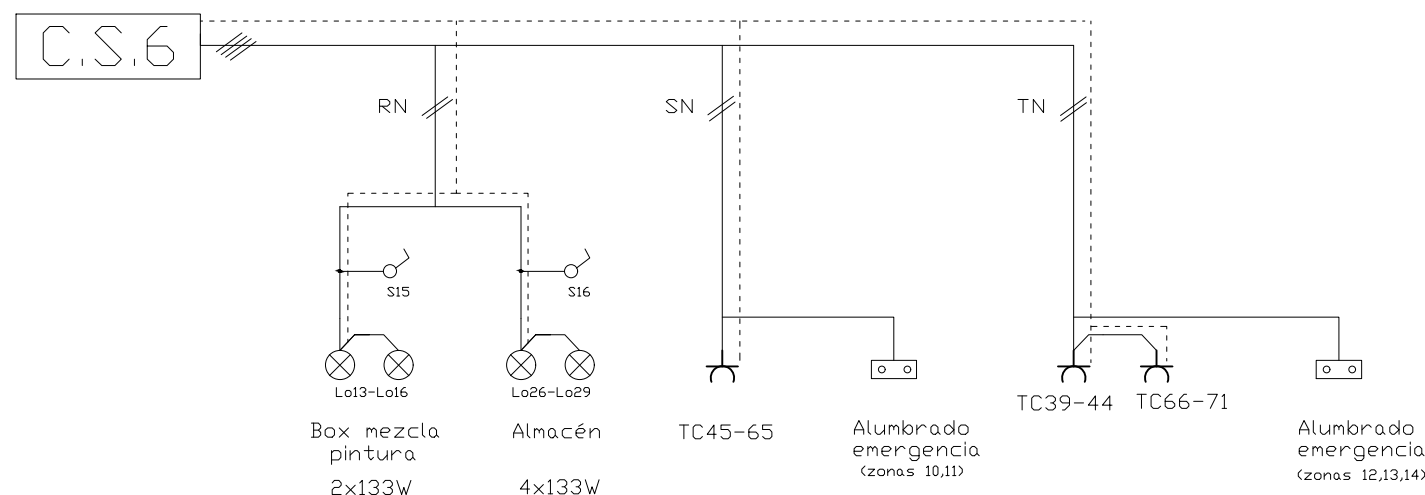 C.S.6
RN
SN
TN
S15
S16
Lo13-Lo16
Lo26-Lo29
Box mezcla
pintura
2x133W
Almacén
4x133W
TC45-65
Alumbrado
emergencia
(zonas 10,11)
TC39-44
TC66-71
Alumbrado
emergencia
(zonas 12,13,14)